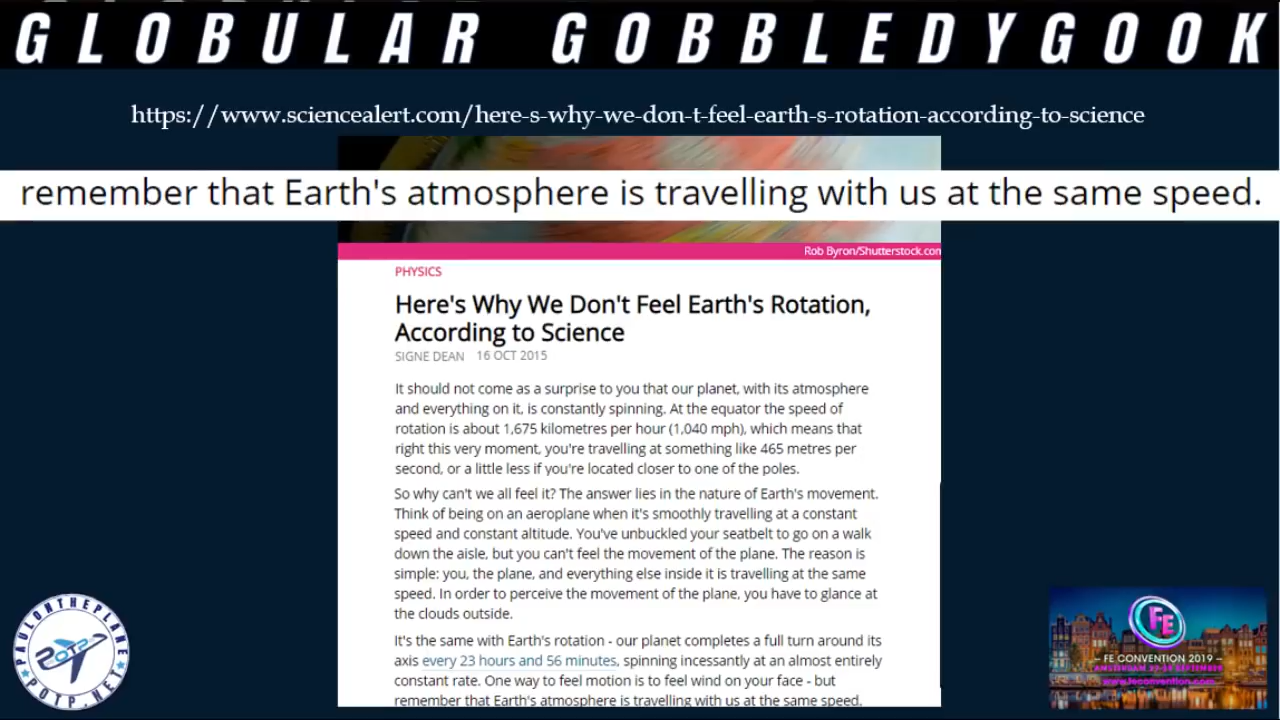 GLOBULAR GOBBLEDYGOOK
https://www.sciencealert.com/here-s-why-we-don-t-feel-earth-s-rotation-according-to-science
remember that Earth's atmosphere is travelling with us at the same speed.
Rob Byron/Shutterstock.com
PHYSICS
Here's Why We Don't Feel Earth's Rotation,
According to Science
SIGNE DEAN 16 OCT 2015
It should not come as a surprise to you that our planet, with its atmosphere
and everything on it, is constantly spinning. At the equator the speed of
rotation is about 1,675 kilometres per hour (1,040 mph), which means that
right this very moment, you're travelling at something like 465 metres per
second, or a little less if you're located closer to one of the poles.
So why can't we all feel it? The answer lies in the nature of Earth's movement.
Think of being on an aeroplane when it's smoothly travelling at a constant
speed and constant altitude. You've unbuckled your seatbelt to go on a walk
down the aisle, but you can't feel the movement of the plane. The reason is
simple: you, the plane, and everything else inside it is travelling at the same
speed. In order to perceive the movement of the plane, you have to glance at
the clouds outside.
It's the same with Earth's rotation - our planet completes a full turn around its
axis every 23 hours and 56 minutes, spinning incessantly at an almost entirely
constant rate. One way to feel motion is to feel wind on your face - but
remember that Earth's atmosphere is travelling with us at the same speed.
PAULONTHEPLANE
POTP
POTP.NET
FE
– FE CONVENTION 2019 –
www.feconvention.com